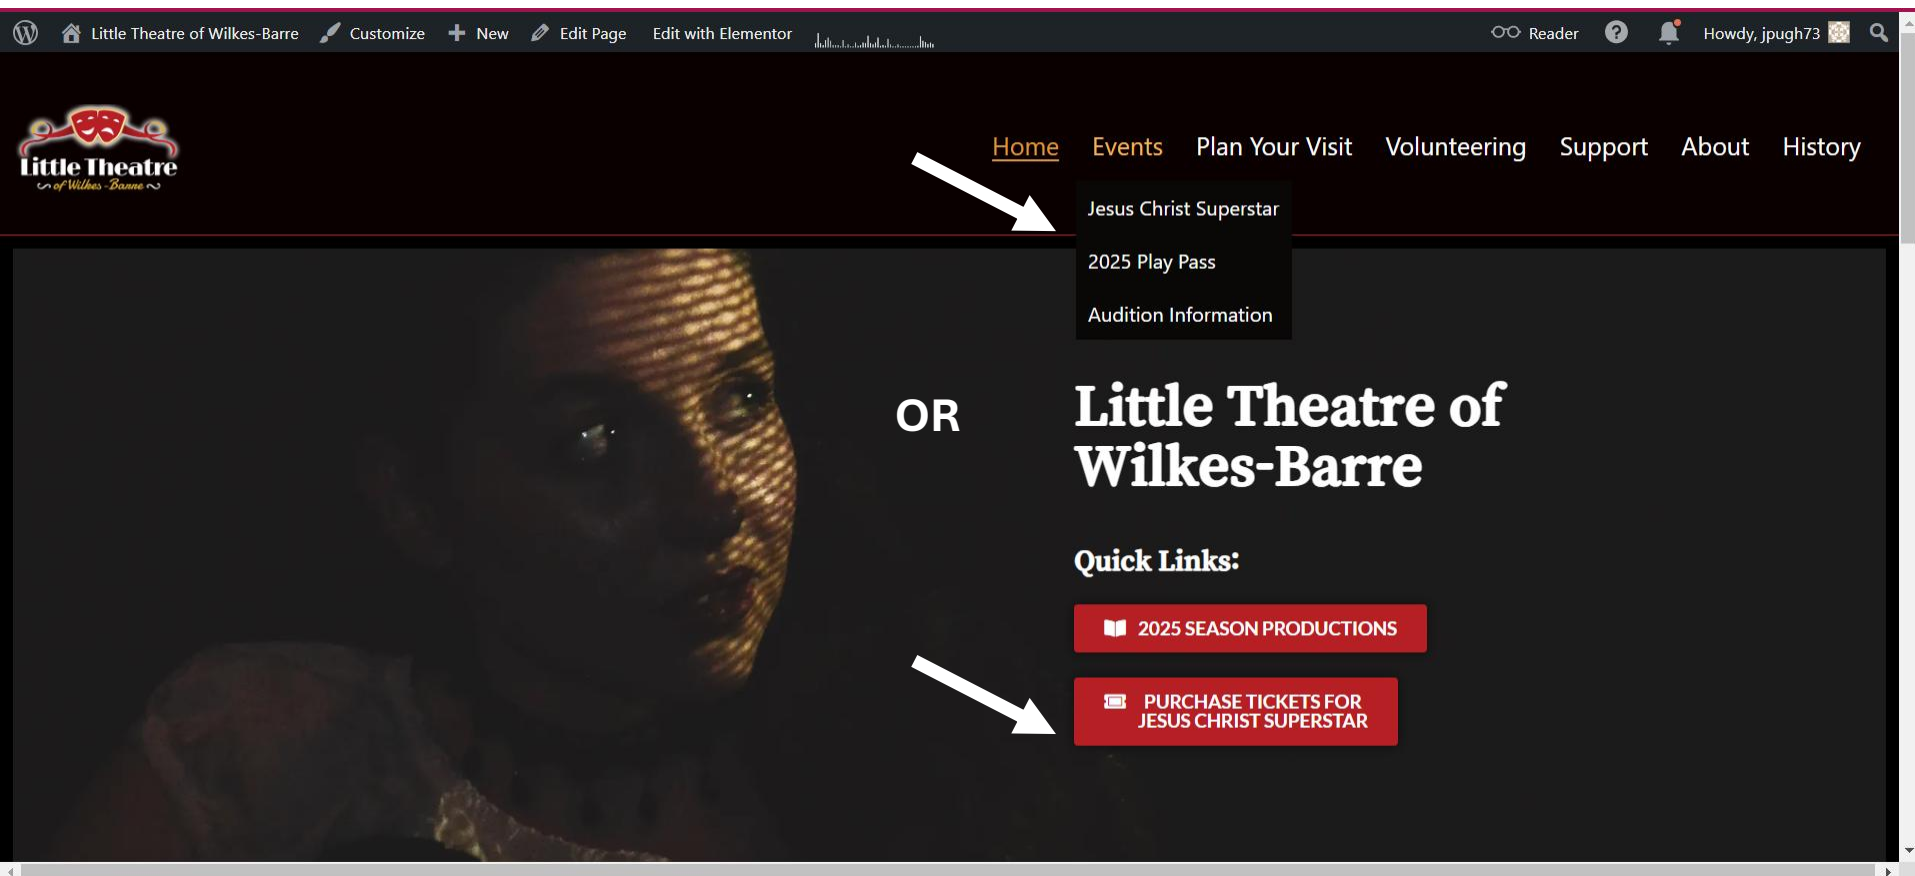 Little Theatre of Wilkes-Barre Customize New Edit Page Edit with Elementor Reader Howdy, jpugh73
Little Theatre
of Wilkes-Barre
Home Events Plan Your Visit Volunteering Support About History
Jesus Christ Superstar
2025 Play Pass
Audition Information
OR
Little Theatre of
Wilkes-Barre
Quick Links:
2025 SEASON PRODUCTIONS
PURCHASE TICKETS FOR
JESUS CHRIST SUPERSTAR